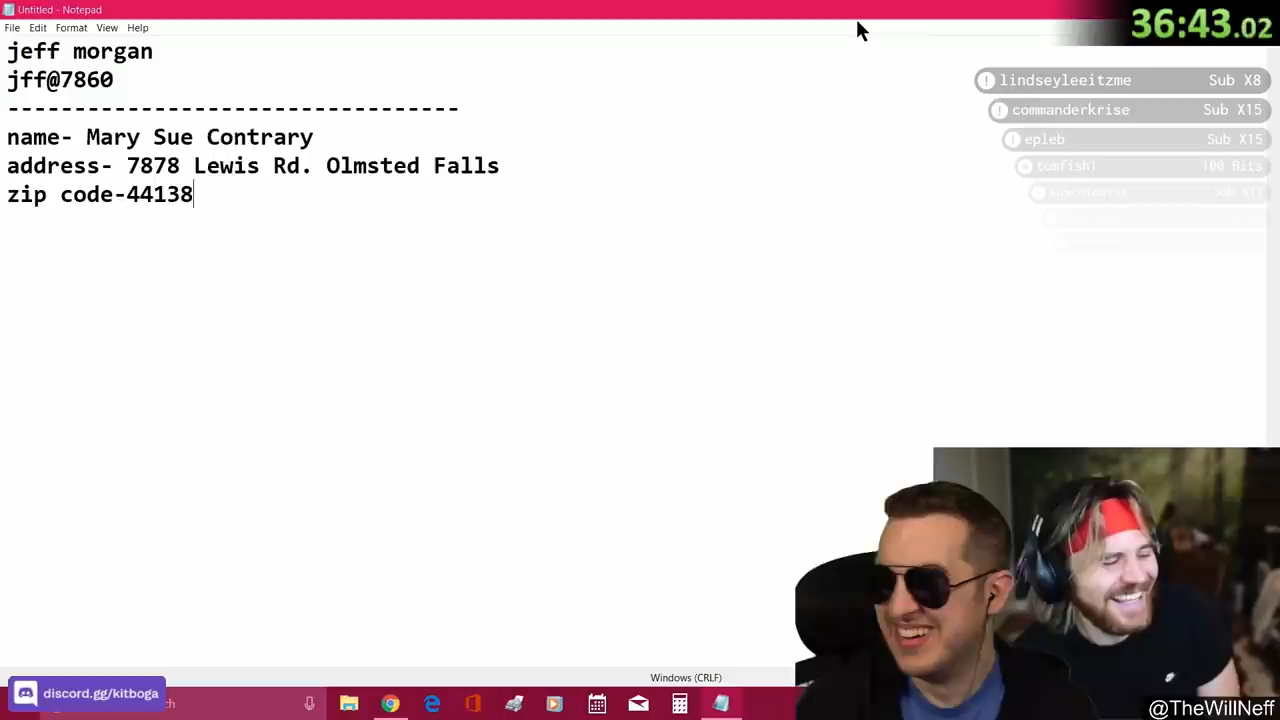 Untitled - Notepad
36:43.02
File Edit Format View Help
jeff morgan
jff@7860
----------------------------------
name- Mary Sue Contrary
address- 7878 Lewis Rd. Olmsted Falls
zip code-44138
lindseyleeitzme Sub X8
commanderkrise Sub X15
epleb Sub X15
tomfish1 100 Bits
Windows (CRLF)
discord.gg/kitboga
@TheWillNeff